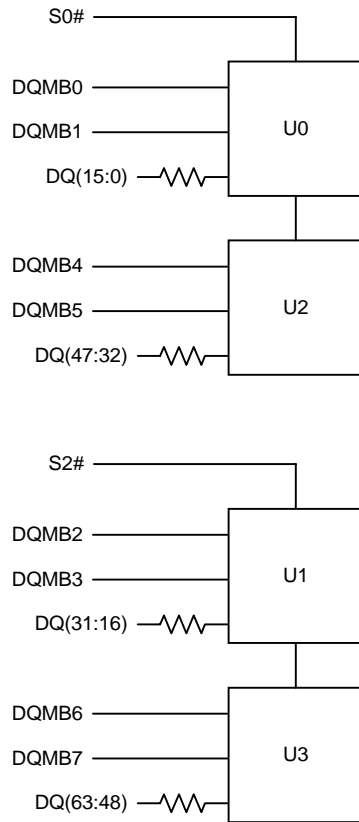 S0#
DQMB0
DQMB1
U0
DQ(15:0)
DQMB4
DQMB5
U2
DQ(47:32)
S2#
DQMB2
DQMB3
U1
DQ(31:16)
DQMB6
DQMB7
U3
DQ(63:48)